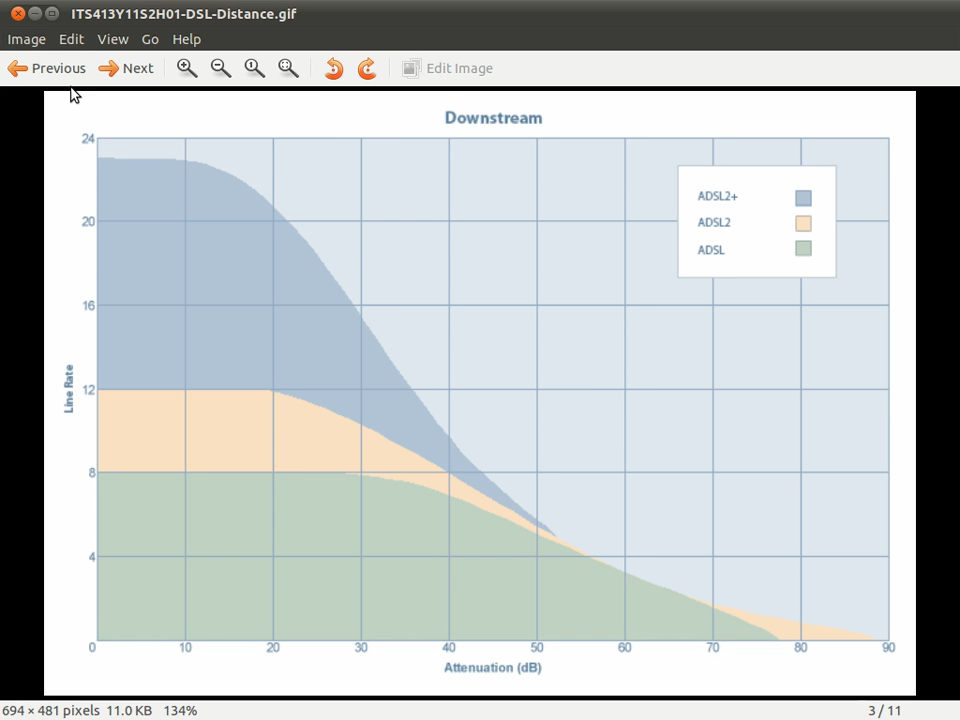 ITS413Y11S2H01-DSL-Distance.gif
Image Edit View Go Help
Previous Next Edit Image
Downstream
24
20
16
12
8
4
0
Line Rate
ADSL2+
ADSL2
ADSL
0 10 20 30 40 50 60 70 80 90
Attenuation (dB)
694 × 481 pixels 11.0 KB 134% 3 / 11